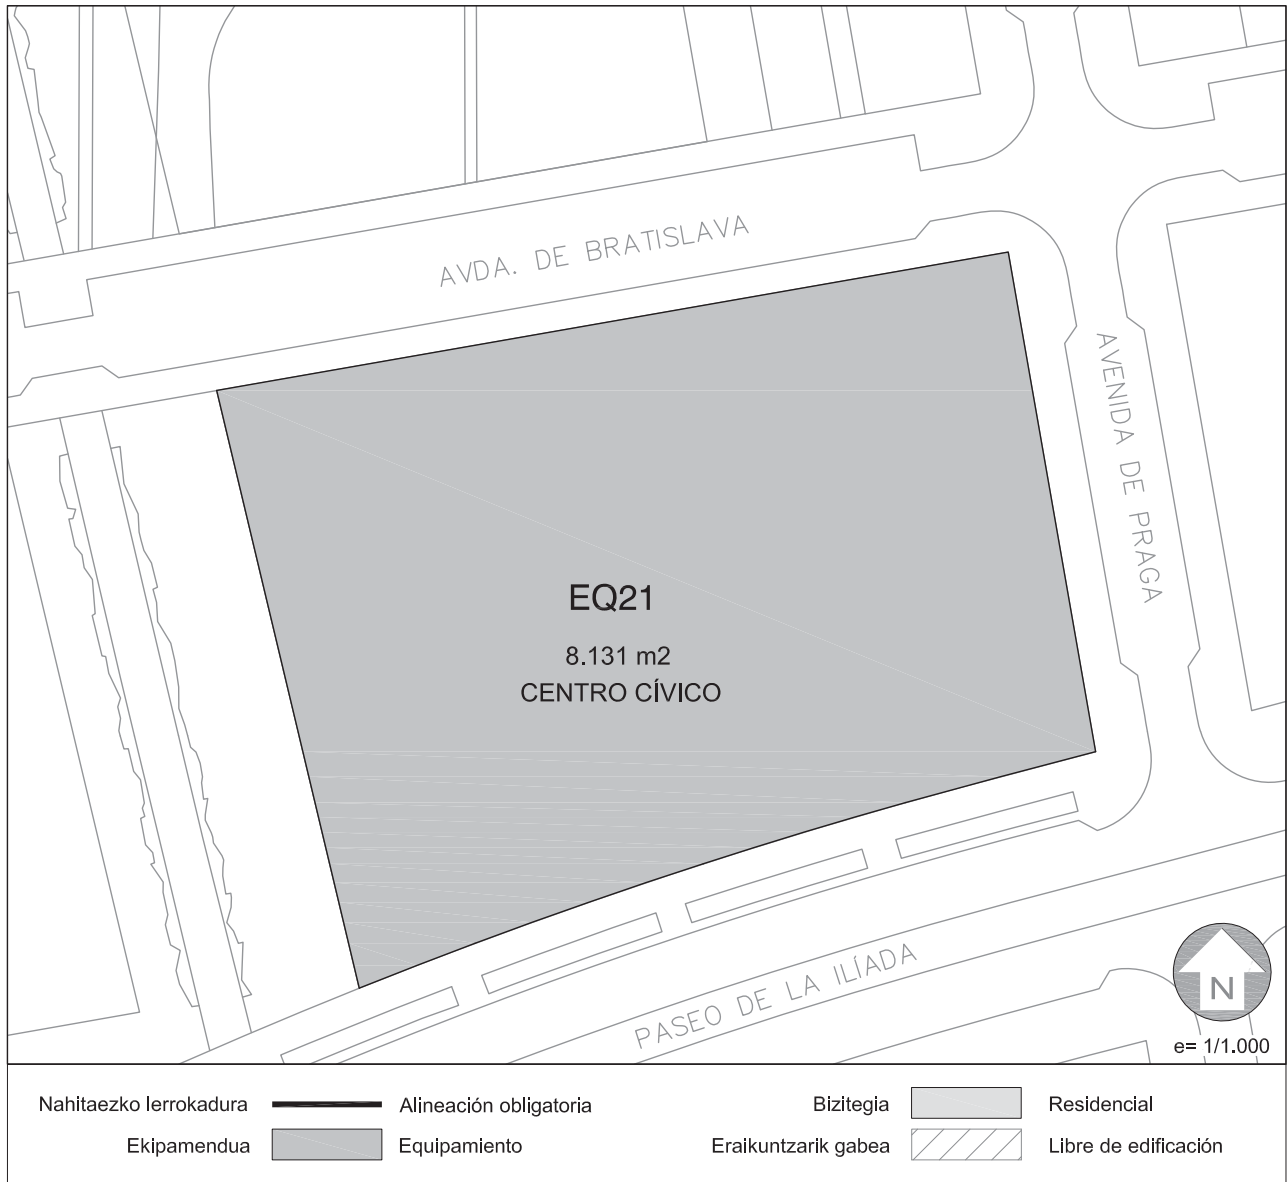 AVDA. DE BRATISLAVA
AVENIDA DE PRAGA
EQ21
8.131 m2
CENTRO CÍVICO
PASEO DE LA ILÍADA
N
e= 1/1.000
Nahitaezko lerrokadura Alineación obligatoria
Bizitegia Residencial
Ekipamendua Equipamiento
Eraikuntzarik gabea Libre de edificación